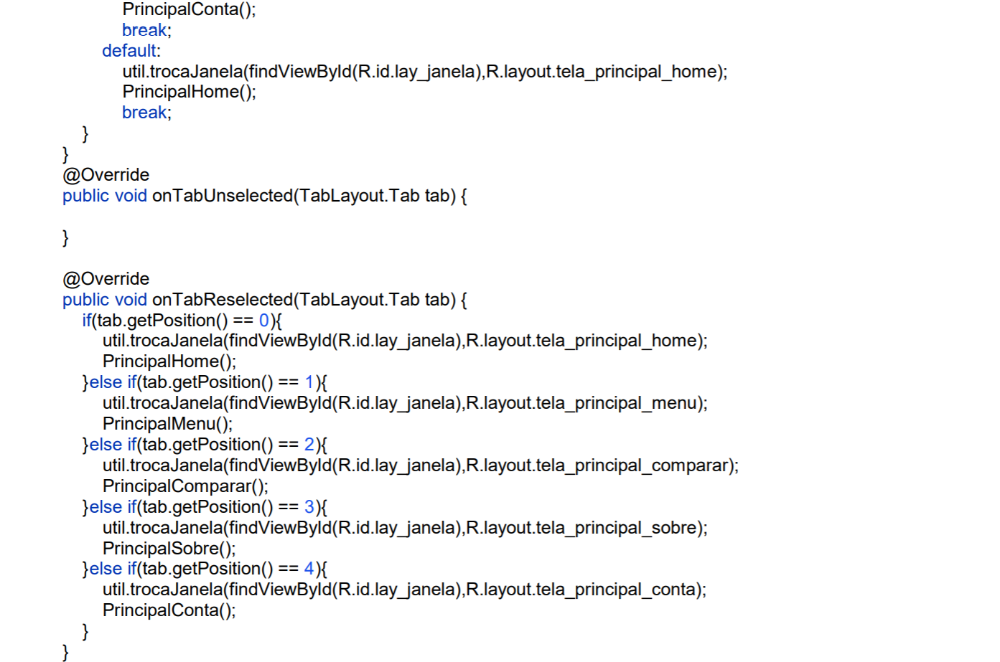 PrincipalConta();
break;
default:
util.trocaJanela(findViewById(R.id.lay_janela),R.layout.tela_principal_home);
PrincipalHome();
break;
}
}
@Override
public void onTabUnselected(TabLayout.Tab tab) {
}
@Override
public void onTabReselected(TabLayout.Tab tab) {
if(tab.getPosition() == 0){
util.trocaJanela(findViewById(R.id.lay_janela),R.layout.tela_principal_home);
PrincipalHome();
}else if(tab.getPosition() == 1){
util.trocaJanela(findViewById(R.id.lay_janela),R.layout.tela_principal_menu);
PrincipalMenu();
}else if(tab.getPosition() == 2){
util.trocaJanela(findViewById(R.id.lay_janela),R.layout.tela_principal_comparar);
PrincipalComparar();
}else if(tab.getPosition() == 3){
util.trocaJanela(findViewById(R.id.lay_janela),R.layout.tela_principal_sobre);
PrincipalSobre();
}else if(tab.getPosition() == 4){
util.trocaJanela(findViewById(R.id.lay_janela),R.layout.tela_principal_conta);
PrincipalConta();
}
}